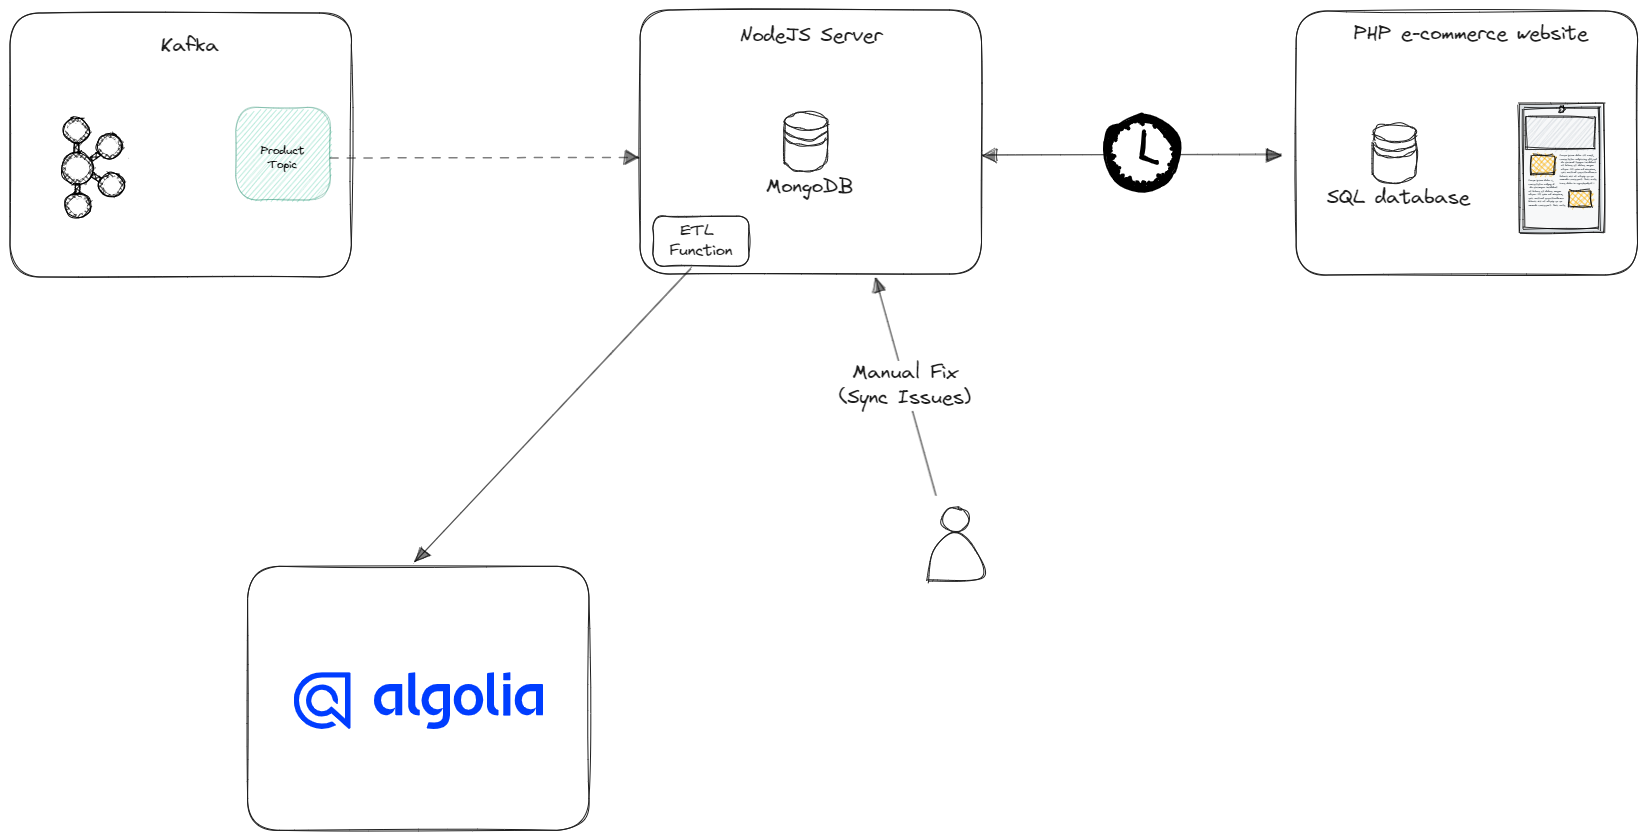 Kafka
Product
Topic
NodeJS Server
MongoDB
ETL
Function
PHP e-commerce website
SQL database
Manual Fix
(Sync Issues)
algolia